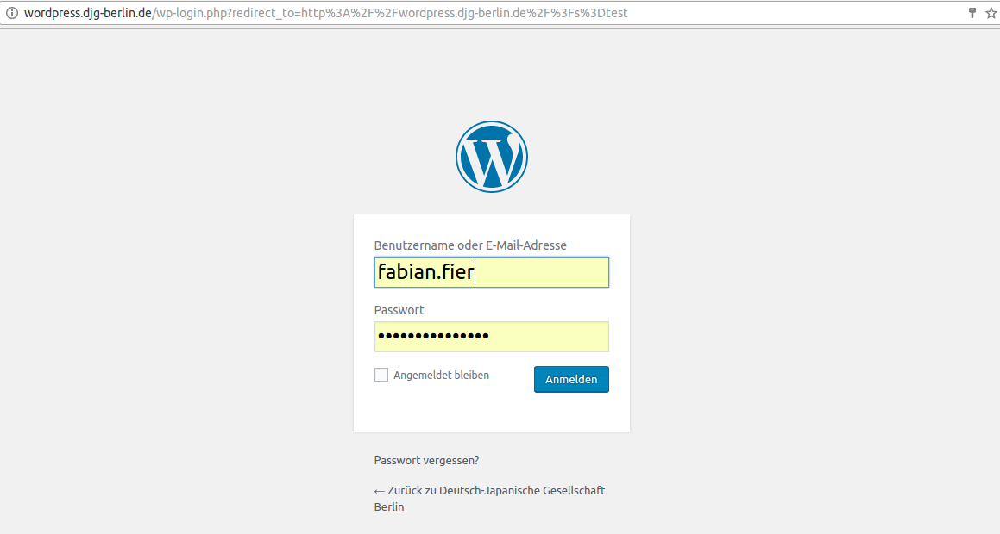 wordpress.djg-berlin.de/wp-login.php?redirect_to=http%3A%2F%2Fwordpress.djg-berlin.de%2F%3Fs%3Dtest
Benutzername oder E-Mail-Adresse
fabian.fier
Passwort
•••••••••••••••
Angemeldet bleiben
Anmelden
Passwort vergessen?
← Zurück zu Deutsch-Japanische Gesellschaft
Berlin